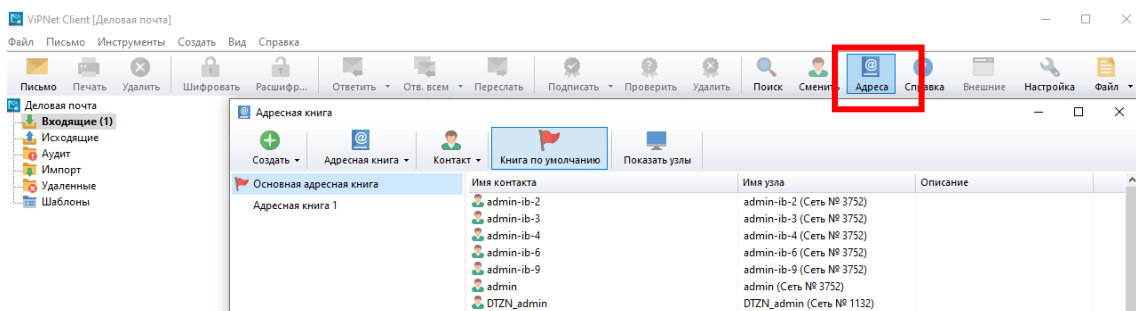 ViPNet Client [Деловая почта]
Файл Письмо Инструменты Создать Вид Справка
Письмо Печать Удалить Шифровать Расшифр... Ответить Отв. всем Переслать Подписать Проверить Удалить Поиск Сменить Адреса Справка Внешние Настройка Файл
Деловая почта
Входящие (1)
Исходящие
Аудит
Импорт
Удаленные
Шаблоны
Адресная книга
Создать Адресная книга Контакт Книга по умолчанию Показать узлы
Основная адресная книга
Адресная книга 1
Имя контакта Имя узла Описание
admin-ib-2 admin-ib-2 (Сеть № 3752)
admin-ib-3 admin-ib-3 (Сеть № 3752)
admin-ib-4 admin-ib-4 (Сеть № 3752)
admin-ib-6 admin-ib-6 (Сеть № 3752)
admin-ib-9 admin-ib-9 (Сеть № 3752)
admin admin (Сеть № 3752)
DTZN_admin DTZN_admin (Сеть № 1132)